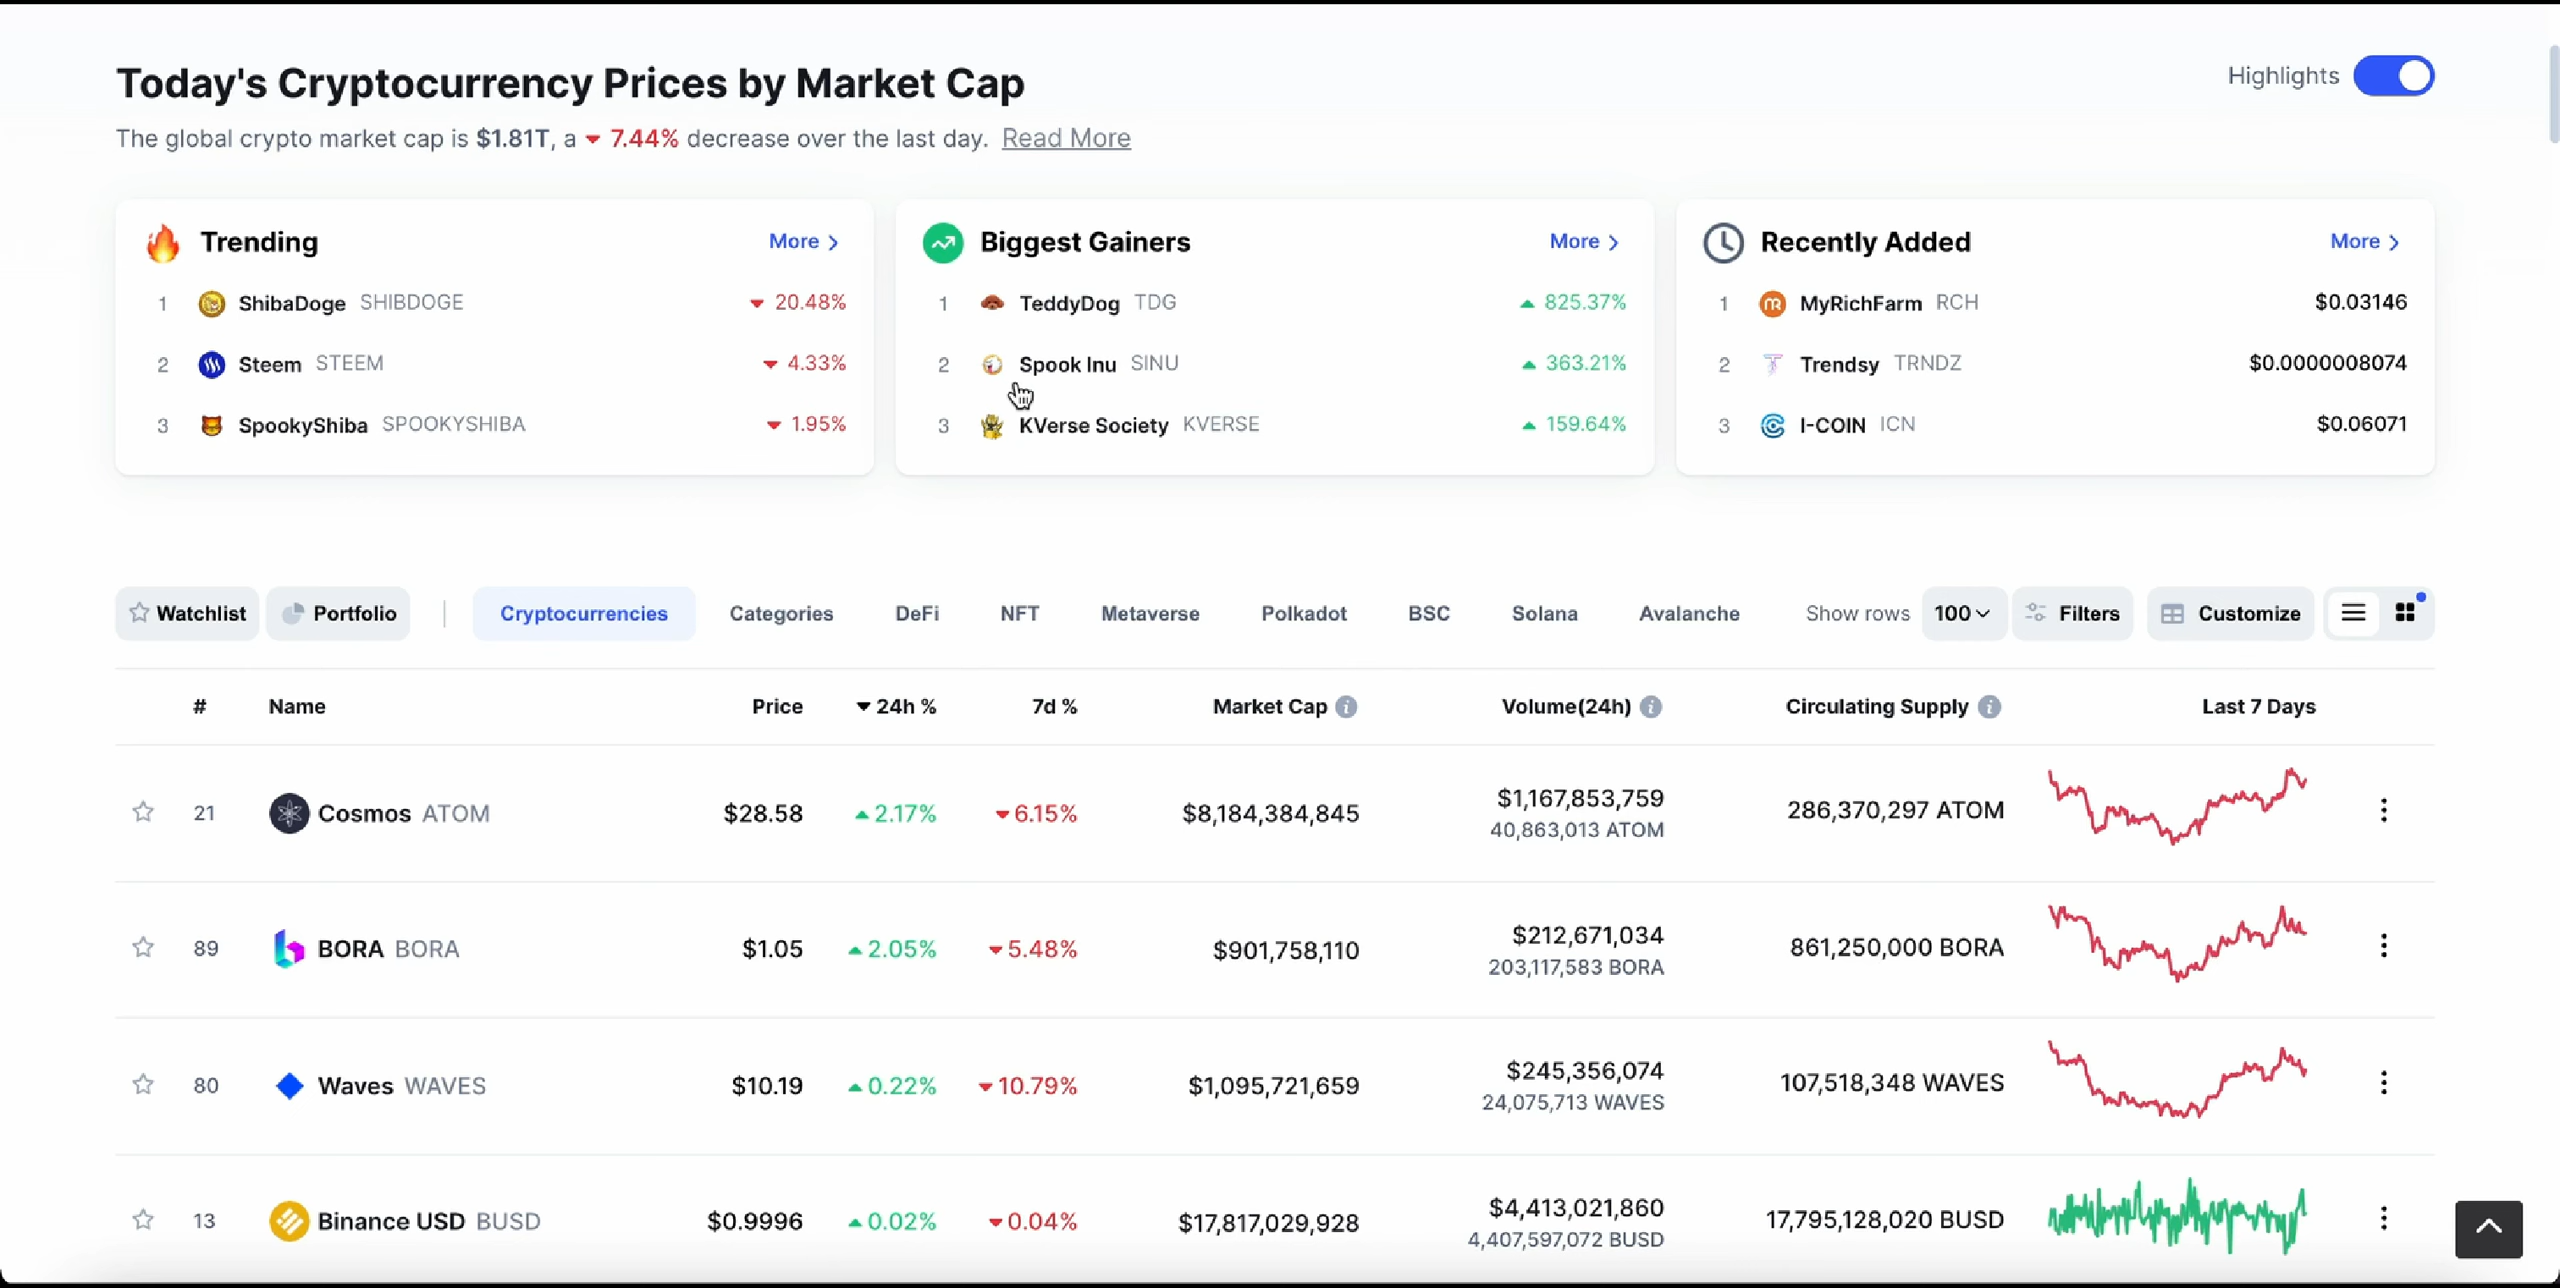 Today's Cryptocurrency Prices by Market Cap
Highlights
The global crypto market cap is $1.81T, a 7.44% decrease over the last day. Read More
Trending More
1 ShibaDoge SHIBDOGE 20.48%
2 Steem STEEM 4.33%
3 SpookyShiba SPOOKYSHIBA 1.95%
Biggest Gainers More
1 TeddyDog TDG 825.37%
2 Spook Inu SINU 363.21%
3 KVerse Society KVERSE 159.64%
Recently Added More
1 MyRichFarm RCH $0.03146
2 Trendsy TRNDZ $0.0000008074
3 I-COIN ICN $0.06071
Watchlist Portfolio Cryptocurrencies Categories DeFi NFT Metaverse Polkadot BSC Solana Avalanche Show rows 100 Filters Customize
# Name Price 24h % 7d % Market Cap Volume(24h) Circulating Supply Last 7 Days
21 Cosmos ATOM $28.58 2.17% 6.15% $8,184,384,845 $1,167,853,759 286,370,297 ATOM
40,863,013 ATOM
89 BORA BORA $1.05 2.05% 5.48% $901,758,110 $212,671,034 861,250,000 BORA
203,117,583 BORA
80 Waves WAVES $10.19 0.22% 10.79% $1,095,721,659 $245,356,074 107,518,348 WAVES
24,075,713 WAVES
13 Binance USD BUSD $0.9996 0.02% 0.04% $17,817,029,928 $4,413,021,860 17,795,128,020 BUSD
4,407,597,072 BUSD